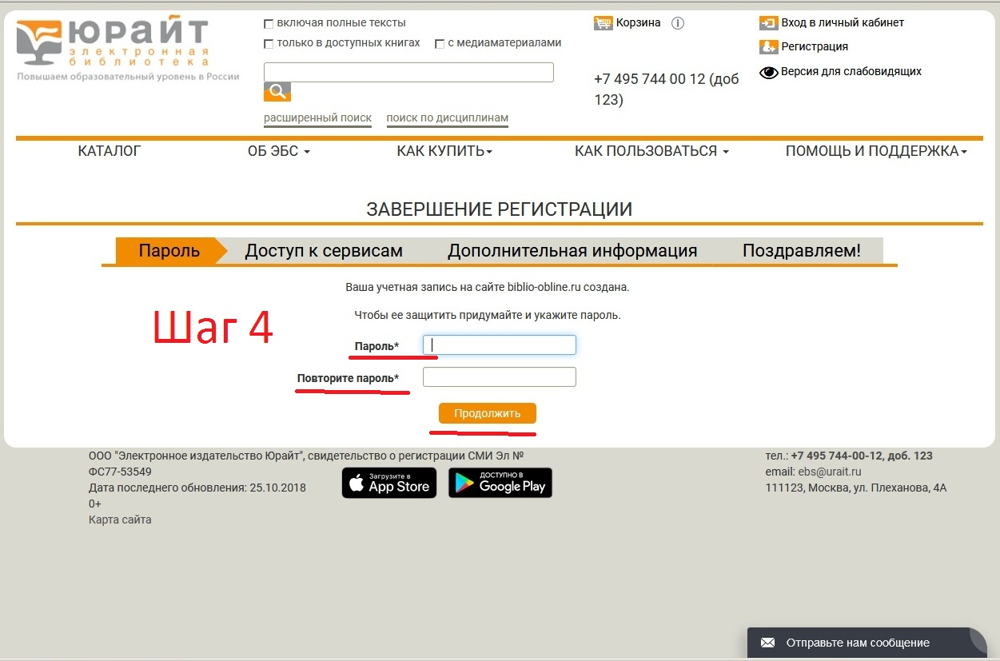 ЮРАЙТ
электронная
библиотека
Повышаем образовательный уровень в России
включая полные тексты
только в доступных книгах
с медиаматериалами
расширенный поиск
поиск по дисциплинам
Корзина
+7 495 744 00 12 (доб
123)
Вход в личный кабинет
Регистрация
Версия для слабовидящих
КАТАЛОГ
ОБ ЭБС
КАК КУПИТЬ
КАК ПОЛЬЗОВАТЬСЯ
ПОМОЩЬ И ПОДДЕРЖКА
ЗАВЕРШЕНИЕ РЕГИСТРАЦИИ
Пароль
Доступ к сервисам
Дополнительная информация
Поздравляем!
Ваша учетная запись на сайте biblio-obline.ru создана.
Чтобы ее защитить придумайте и укажите пароль.
Шаг 4
Пароль*
Повторите пароль*
Продолжить
ООО "Электронное издательство Юрайт", свидетельство о регистрации СМИ Эл №
ФС77-53549
Дата последнего обновления: 25.10.2018
0+
Карта сайта
Загрузите в
App Store
ДОСТУПНО В
Google Play
тел.: +7 495 744-00-12, доб. 123
email: ebs@urait.ru
111123, Москва, ул. Плеханова, 4А
Отправьте нам сообщение